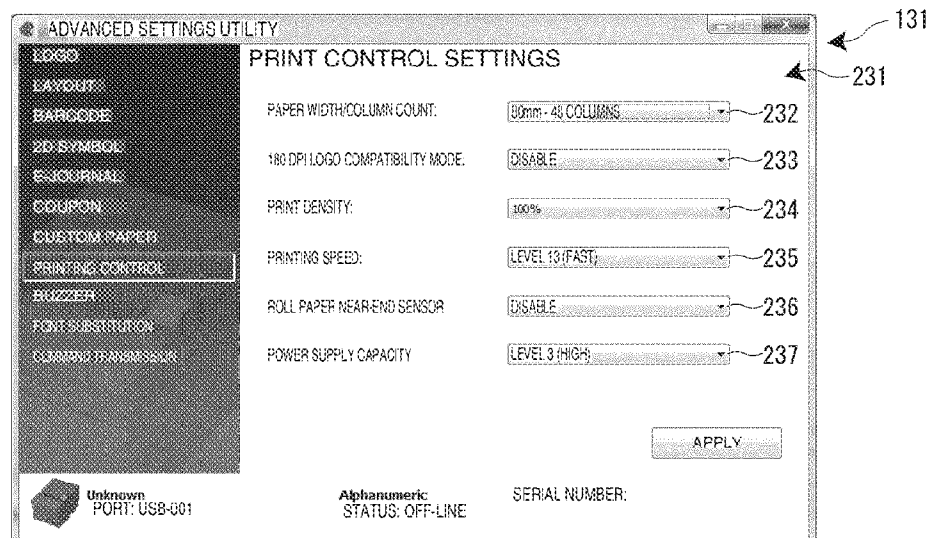 ADVANCED SETTINGS UTILITY
131
LOGO
LAYOUT
BARCODE
2D SYMBOL
E-JOURNAL
COUPON
CUSTOM PAPER
PRINTING CONTROL
BUZZER
FONT SUBSTITUTION
COMMAND TRANSMISSION
PRINT CONTROL SETTINGS
231
PAPER WIDTH/COLUMN COUNT: 80mm - 48 COLUMNS 232
180 DPI LOGO COMPATIBILITY MODE: DISABLE 233
PRINT DENSITY: 100% 234
PRINTING SPEED: LEVEL 13 (FAST) 235
ROLL PAPER NEAR-END SENSOR DISABLE 236
POWER SUPPLY CAPACITY LEVEL 3 (HIGH) 237
APPLY
Unknown
PORT: USB-001
Alphanumeric
STATUS: OFF-LINE
SERIAL NUMBER: